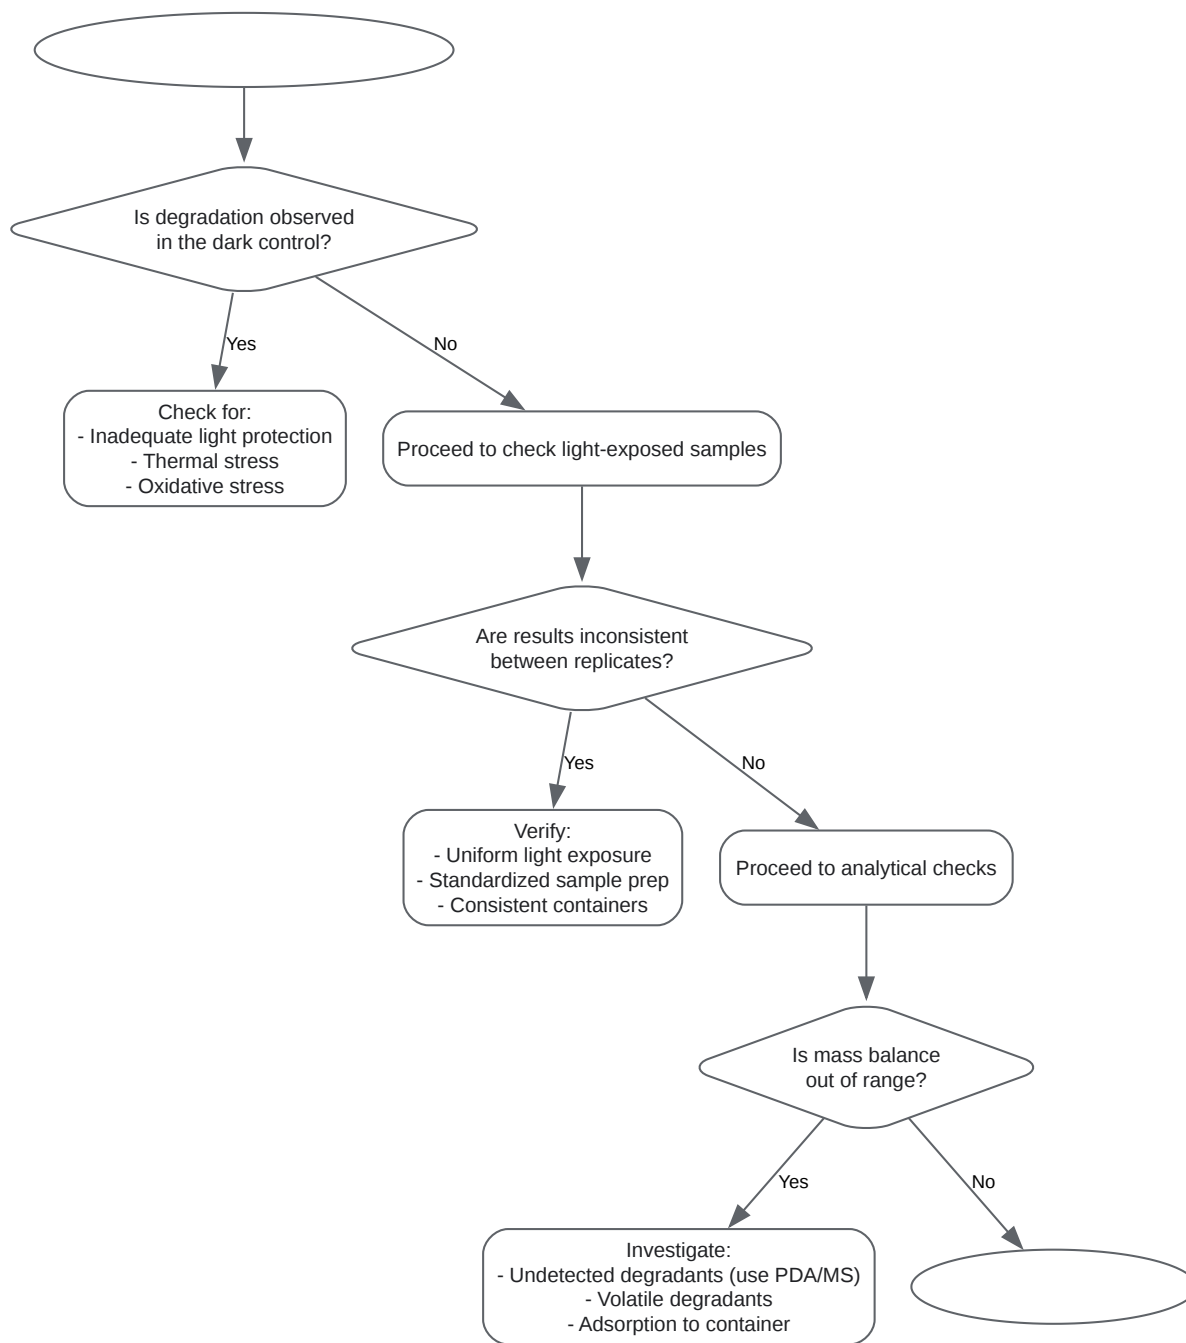 Is degradation observed
in the dark control?
Yes
No
Check for:
- Inadequate light protection
- Thermal stress
- Oxidative stress
Proceed to check light-exposed samples
Are results inconsistent
between replicates?
Yes
No
Verify:
- Uniform light exposure
- Standardized sample prep
- Consistent containers
Proceed to analytical checks
Is mass balance
out of range?
Yes
No
Investigate:
- Undetected degradants (use PDA/MS)
- Volatile degradants
- Adsorption to container